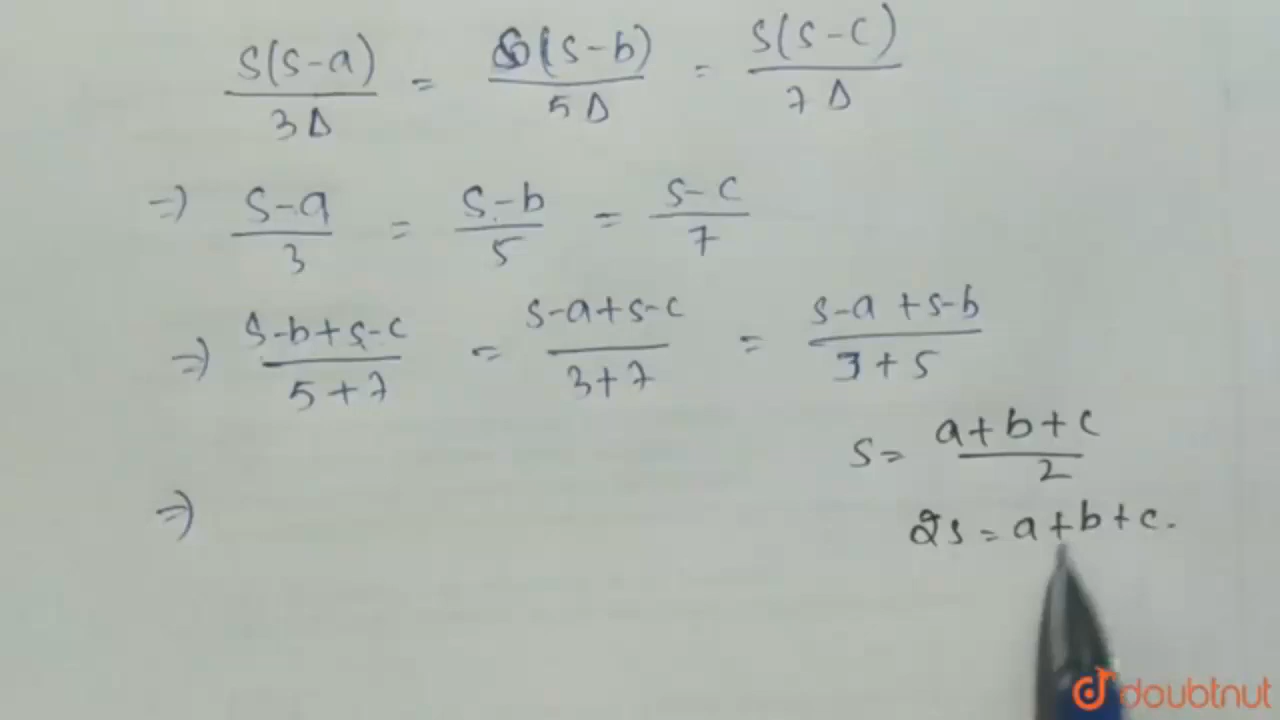 s(s-a)/3Δ = s(s-b)/5Δ = s(s-c)/7Δ
⇒ s-a/3 = s-b/5 = s-c/7
⇒ s-b+s-c/5+7 = s-a+s-c/3+7 = s-a+s-b/3+5
s = a+b+c/2
⇒
2s = a+b+c.
doubtnut